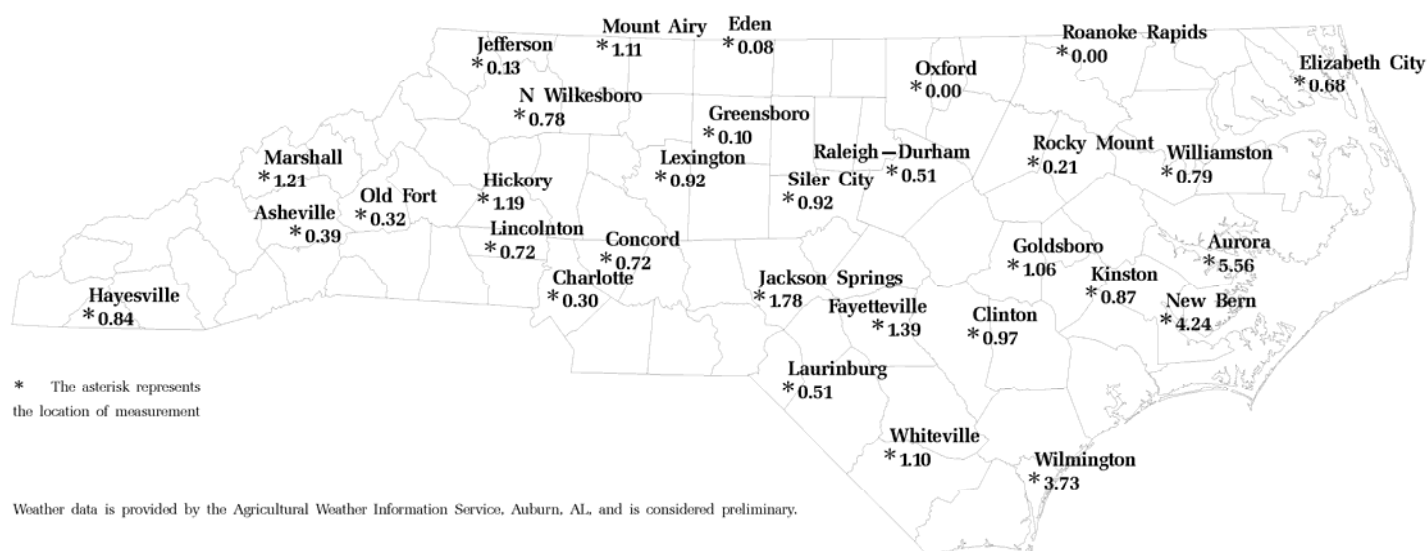 Mount Airy
* 1.11
Eden
* 0.08
Roanoke Rapids
* 0.00
Jefferson
* 0.13
Oxford
* 0.00
Elizabeth City
* 0.68
N Wilkesboro
* 0.78
Greensboro
* 0.10
Rocky Mount
* 0.21
Raleigh-Durham
* 0.51
Williamston
* 0.79
Marshall
* 1.21
Lexington
* 0.92
Siler City
* 0.92
Hickory
* 1.19
Old Fort
* 0.32
Asheville
* 0.39
Lincolnton
* 0.72
Concord
* 0.72
Goldsboro
* 1.06
Aurora
* 5.56
Charlotte
* 0.30
Jackson Springs
* 1.78
Kinston
* 0.87
Hayesville
* 0.84
Fayetteville
* 1.39
Clinton
* 0.97
New Bern
* 4.24
Laurinburg
* 0.51
* The asterisk represents
the location of measurement
Whiteville
* 1.10
Wilmington
* 3.73
Weather data is provided by the Agricultural Weather Information Service, Auburn, AL, and is considered preliminary.